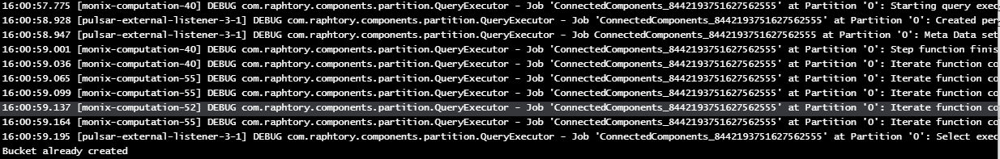 16:00:57.775 [monix-computation-40] DEBUG com.raphtory.components.partition.QueryExecutor - Job 'ConnectedComponents_8442193751627562555' at Partition '0': Starting query exec
16:00:58.928 [pulsar-external-listener-3-1] DEBUG com.raphtory.components.partition.QueryExecutor - Job 'ConnectedComponents_8442193751627562555' at Partition '0': Created per
16:00:58.947 [pulsar-external-listener-3-1] DEBUG com.raphtory.components.partition.QueryExecutor - Job ConnectedComponents_8442193751627562555 at Partition '0': Meta Data set
16:00:59.001 [monix-computation-40] DEBUG com.raphtory.components.partition.QueryExecutor - Job 'ConnectedComponents_8442193751627562555' at Partition '0': Step function finis
16:00:59.036 [monix-computation-40] DEBUG com.raphtory.components.partition.QueryExecutor - Job 'ConnectedComponents_8442193751627562555' at Partition '0': Iterate function co
16:00:59.065 [monix-computation-55] DEBUG com.raphtory.components.partition.QueryExecutor - Job 'ConnectedComponents_8442193751627562555' at Partition '0': Iterate function co
16:00:59.099 [monix-computation-55] DEBUG com.raphtory.components.partition.QueryExecutor - Job 'ConnectedComponents_8442193751627562555' at Partition '0': Iterate function co
16:00:59.137 [monix-computation-52] DEBUG com.raphtory.components.partition.QueryExecutor - Job 'ConnectedComponents_8442193751627562555' at Partition '0': Iterate function co
16:00:59.164 [monix-computation-55] DEBUG com.raphtory.components.partition.QueryExecutor - Job 'ConnectedComponents_8442193751627562555' at Partition '0': Iterate function co
16:00:59.195 [pulsar-external-listener-3-1] DEBUG com.raphtory.components.partition.QueryExecutor - Job 'ConnectedComponents_8442193751627562555' at Partition '0': Select exec
Bucket already created